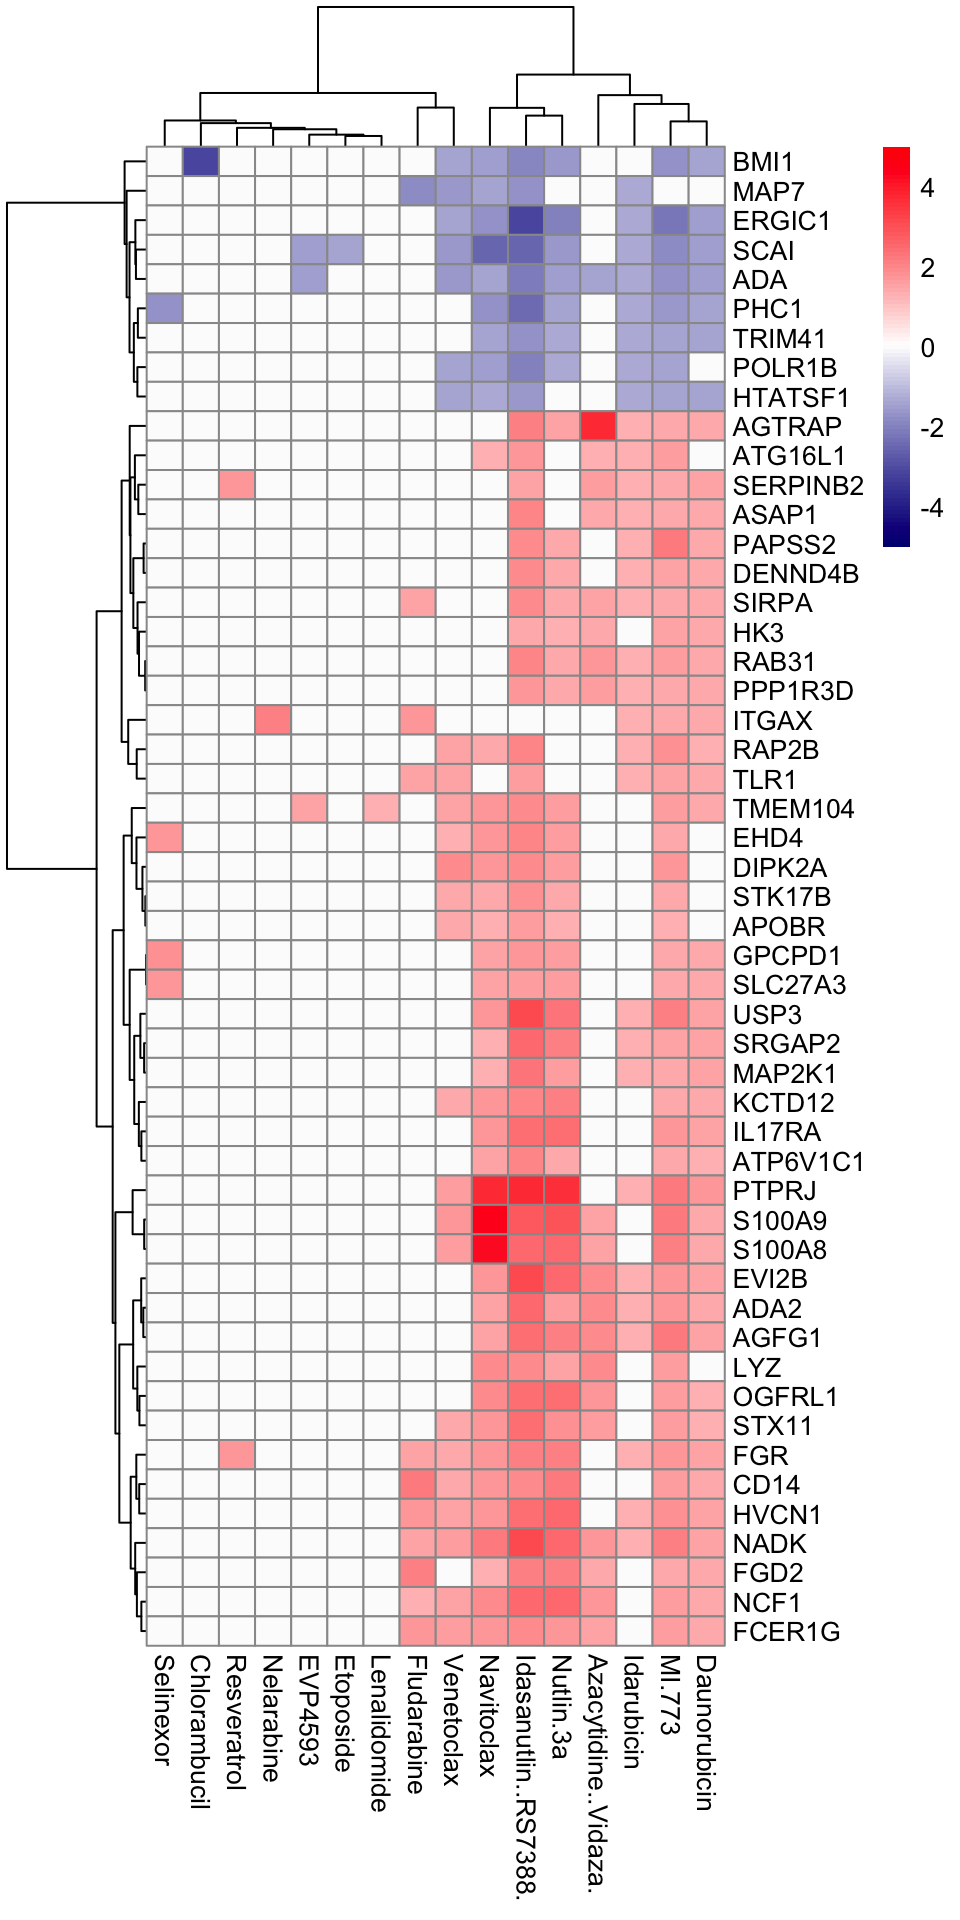 BMI1
MAP7
ERGIC1
SCAI
ADA
PHC1
TRIM41
POLR1B
HTATSF1
AGTRAP
ATG16L1
SERPINB2
ASAP1
PAPSS2
DENND4B
SIRPA
HK3
RAB31
PPP1R3D
ITGAX
RAP2B
TLR1
TMEM104
EHD4
DIPK2A
STK17B
APOBR
GPCPD1
SLC27A3
USP3
SRGAP2
MAP2K1
KCTD12
IL17RA
ATP6V1C1
PTPRJ
S100A9
S100A8
EVI2B
ADA2
AGFG1
LYZ
OGFRL1
STX11
FGR
CD14
HVCN1
NADK
FGD2
NCF1
FCER1G
4
2
0
-2
-4
Selinexor
Chlorambucil
Resveratrol
Nelarabine
EVP4593
Etoposide
Lenalidomide
Fludarabine
Venetoclax
Navitoclax
Idasanutlin..RS7388.
Nutlin.3a
Azacytidine..Vidaza.
Idarubicin
MI.773
Daunorubicin